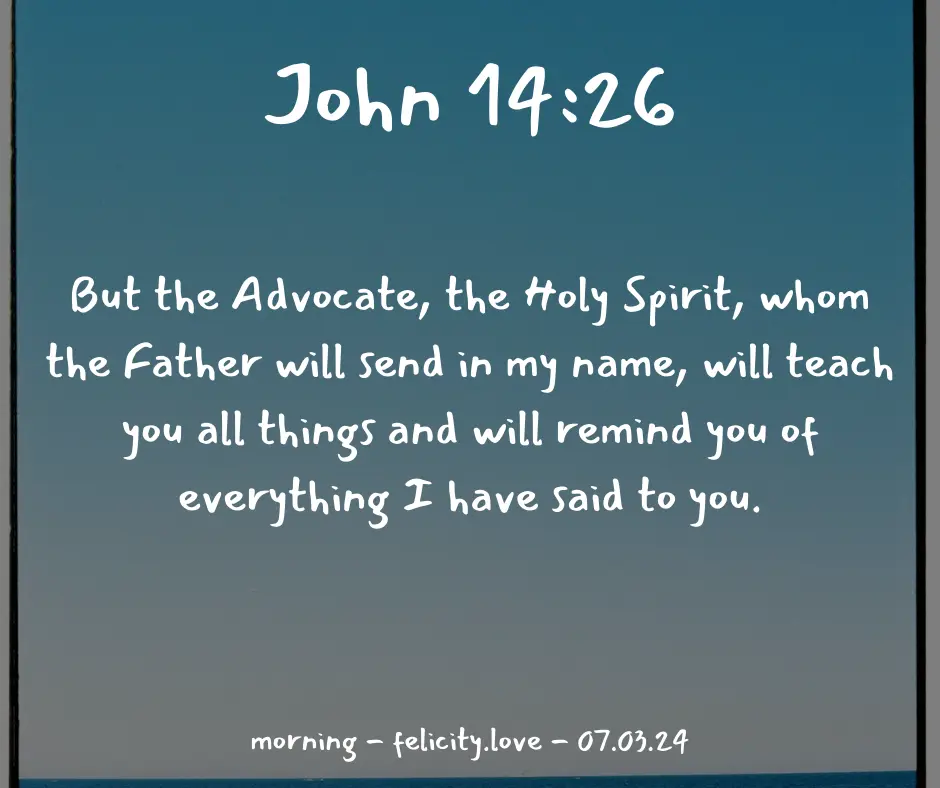 John 14:26
But the Advocate, the Holy Spirit, whom
the Father will send in my name, will teach
you all things and will remind you of
everything I have said to you.
morning – felicity.love – 07.03.24